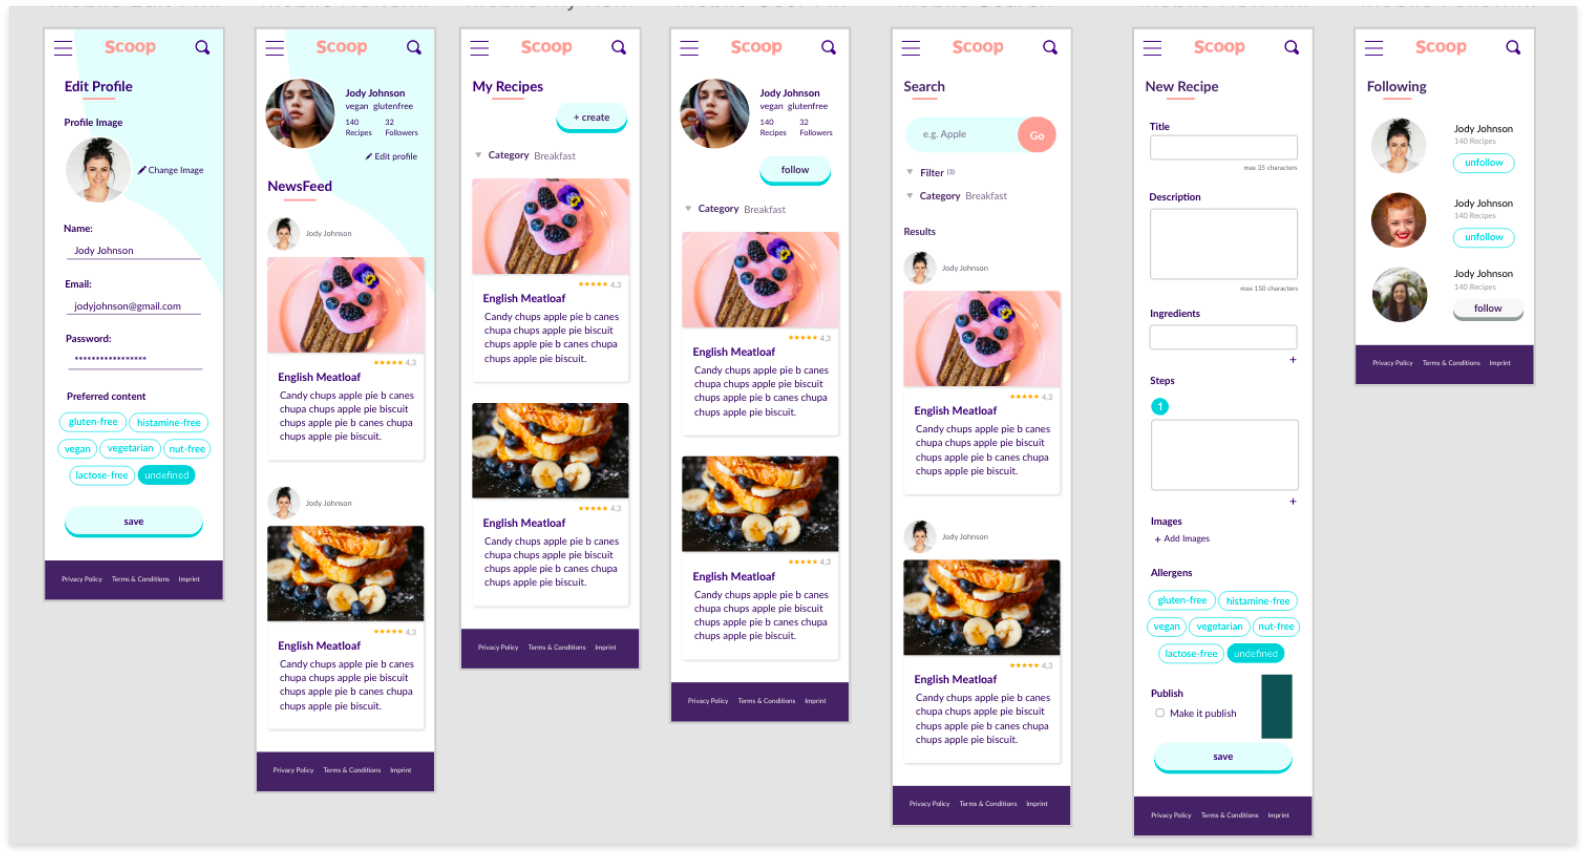 Scoop
Edit Profile
Profile Image
Change Image
Name:
Jody Johnson
Email:
jodyjohnson@gmail.com
Password:
*****************
Preferred content
gluten-free
histamine-free
vegan
vegetarian
nut-free
lactose-free
undefined
save
Privacy Policy Terms & Conditions Imprint
Scoop
Jody Johnson
vegan glutenfree
140 32
Recipes Followers
Edit profile
NewsFeed
Jody Johnson
4,3
English Meatloaf
Candy chups apple pie b canes
chupa chups apple pie biscuit
chups apple pie b canes chupa
chups apple pie biscuit.
Jody Johnson
4,3
English Meatloaf
Candy chups apple pie b canes
chupa chups apple pie biscuit
chups apple pie b canes chupa
chups apple pie biscuit.
Privacy Policy Terms & Conditions Imprint
Scoop
My Recipes
+ create
Category Breakfast
4,3
English Meatloaf
Candy chups apple pie b canes
chupa chups apple pie biscuit
chups apple pie b canes chupa
chups apple pie biscuit.
4,3
English Meatloaf
Candy chups apple pie b canes
chupa chups apple pie biscuit
chups apple pie b canes chupa
chups apple pie biscuit.
Privacy Policy Terms & Conditions Imprint
Scoop
Jody Johnson
vegan glutenfree
140 32
Recipes Followers
follow
Category Breakfast
4,3
English Meatloaf
Candy chups apple pie b canes
chupa chups apple pie biscuit
chups apple pie b canes chupa
chups apple pie biscuit.
4,3
English Meatloaf
Candy chups apple pie b canes
chupa chups apple pie biscuit
chups apple pie b canes chupa
chups apple pie biscuit.
Privacy Policy Terms & Conditions Imprint
Scoop
Search
e.g. Apple Go
Filter (3)
Category Breakfast
Results
Jody Johnson
4,3
English Meatloaf
Candy chups apple pie b canes
chupa chups apple pie biscuit
chups apple pie b canes chupa
chups apple pie biscuit.
Jody Johnson
4,3
English Meatloaf
Candy chups apple pie b canes
chupa chups apple pie biscuit
chups apple pie b canes chupa
chups apple pie biscuit.
Privacy Policy Terms & Conditions Imprint
Scoop
New Recipe
Title
max 35 characters
Description
max 150 characters
Ingredients
+
Steps
1
+
Images
+ Add Images
Allergens
gluten-free
histamine-free
vegan
vegetarian
nut-free
lactose-free
undefined
Publish
Make it publish
save
Privacy Policy Terms & Conditions Imprint
Scoop
Following
Jody Johnson
140 Recipes
unfollow
Jody Johnson
140 Recipes
unfollow
Jody Johnson
140 Recipes
follow
Privacy Policy Terms & Conditions Imprint